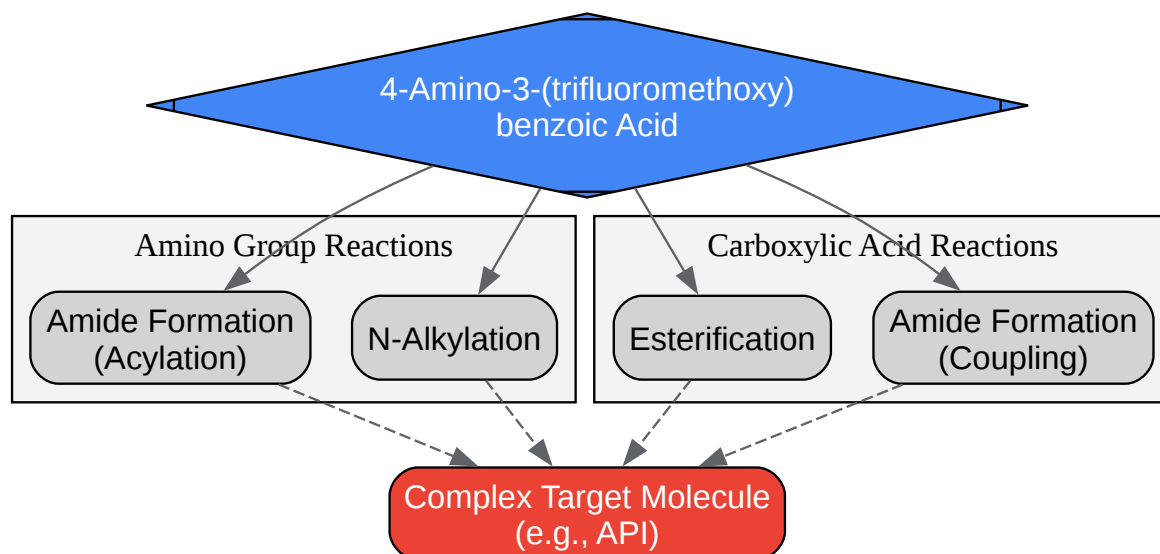 4-Amino-3-(trifluoromethoxy)
benzoic Acid
Amino Group Reactions
Carboxylic Acid Reactions
Amide Formation
(Acylation)
N-Alkylation
Esterification
Amide Formation
(Coupling)
Complex Target Molecule
(e.g., API)